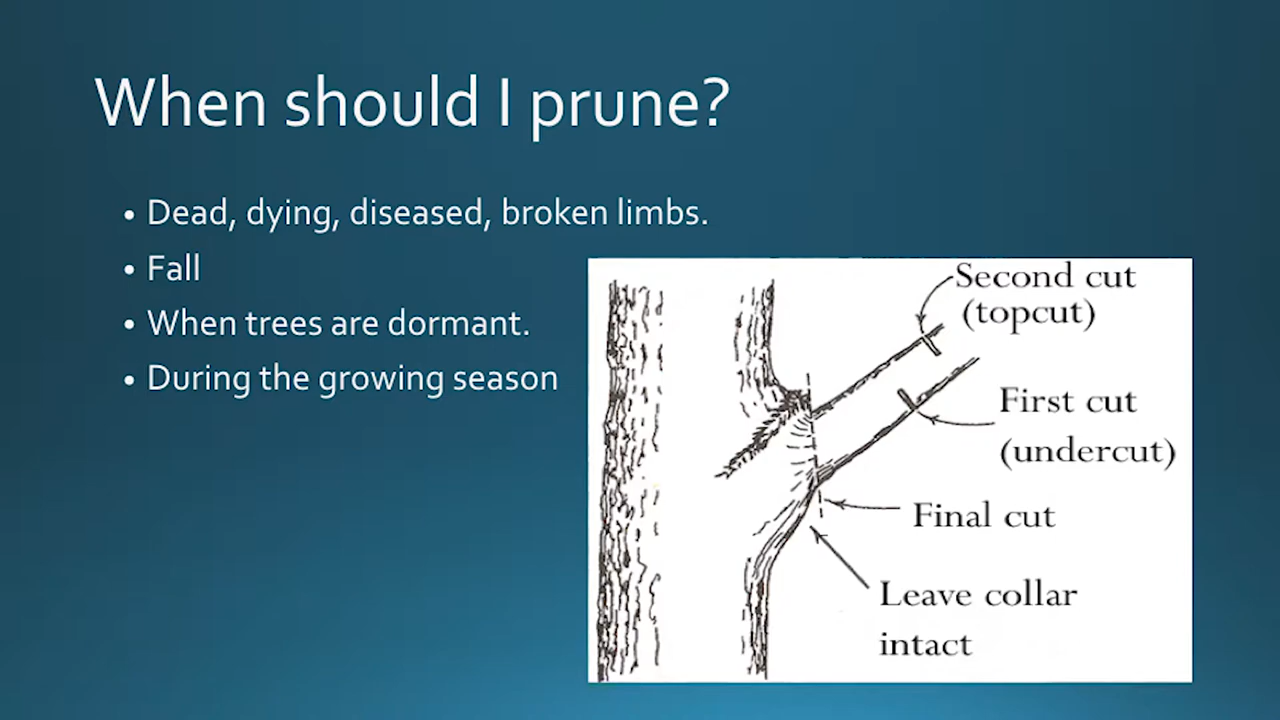 When should I prune?
• Dead, dying, diseased, broken limbs.
• Fall
• When trees are dormant.
• During the growing season
Second cut
(topcut)
First cut
(undercut)
Final cut
Leave collar
intact